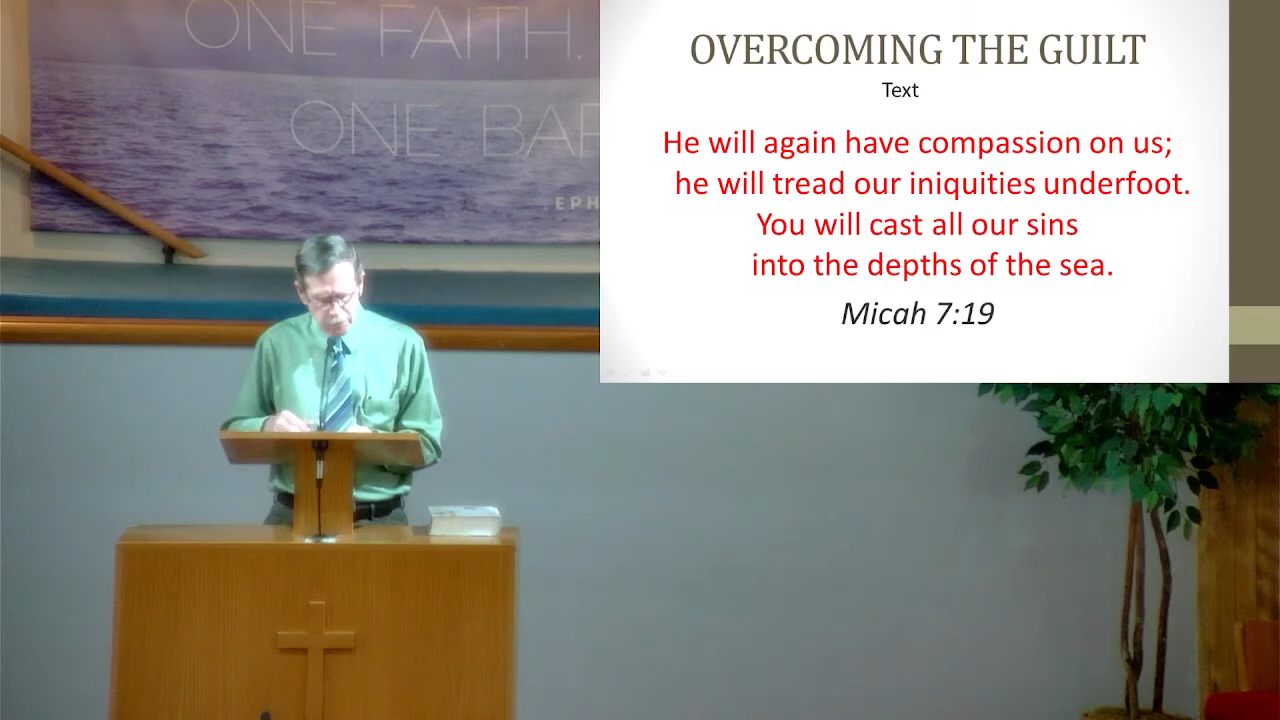 ONE FAITH.
ONE
EPH
OVERCOMING THE GUILT
Text
He will again have compassion on us;
he will tread our iniquities underfoot.
You will cast all our sins
into the depths of the sea.
Micah 7:19